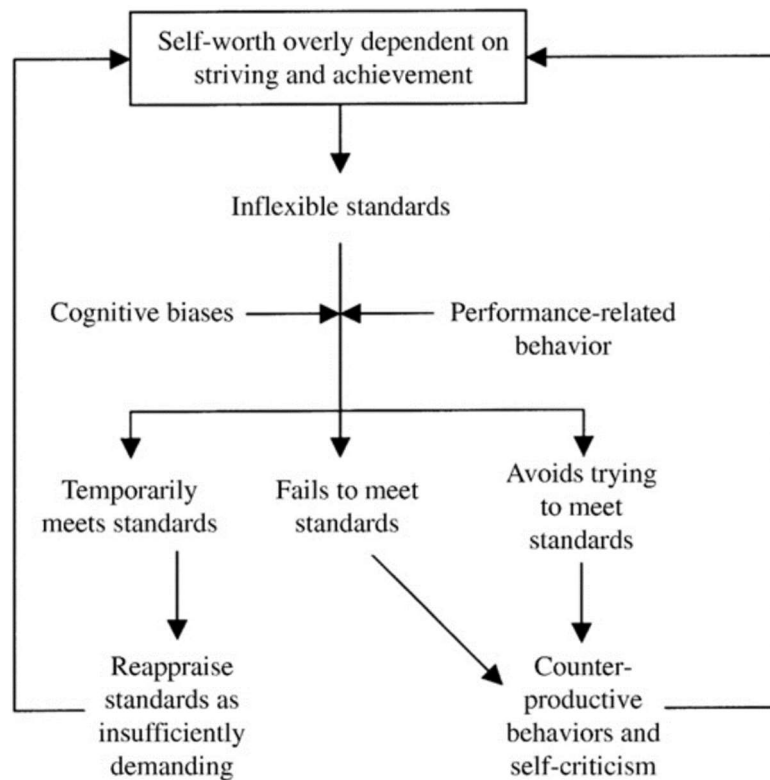 Self-worth overly dependent on
striving and achievement
Inflexible standards
Cognitive biases
Performance-related
behavior
Temporarily
meets standards
Fails to meet
standards
Avoids trying
to meet
standards
Reappraise
standards as
insufficiently
demanding
Counter-
productive
behaviors and
self-criticism